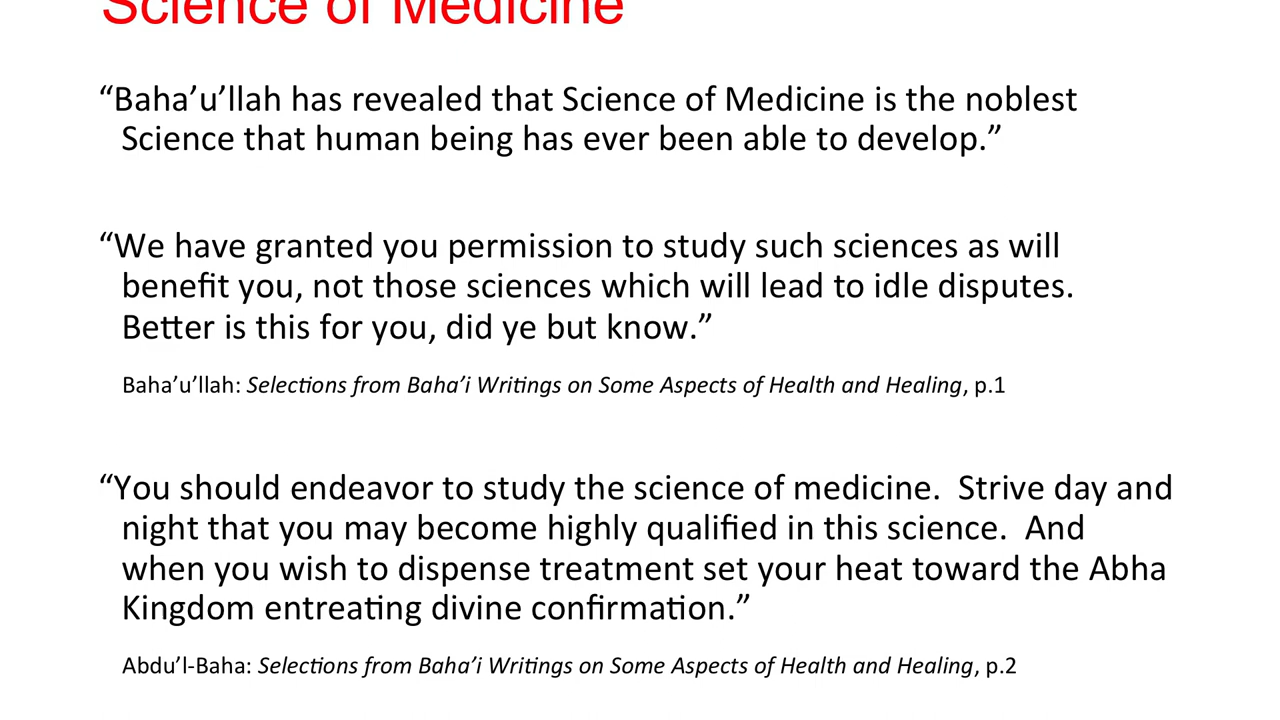 Science of Medicine
“Baha’u’llah has revealed that Science of Medicine is the noblest
Science that human being has ever been able to develop.”
“We have granted you permission to study such sciences as will
benefit you, not those sciences which will lead to idle disputes.
Better is this for you, did ye but know.”
Baha’u’llah: Selections from Baha’i Writings on Some Aspects of Health and Healing, p.1
“You should endeavor to study the science of medicine.  Strive day and
night that you may become highly qualified in this science.  And
when you wish to dispense treatment set your heat toward the Abha
Kingdom entreating divine confirmation.”
Abdu’l-Baha: Selections from Baha’i Writings on Some Aspects of Health and Healing, p.2